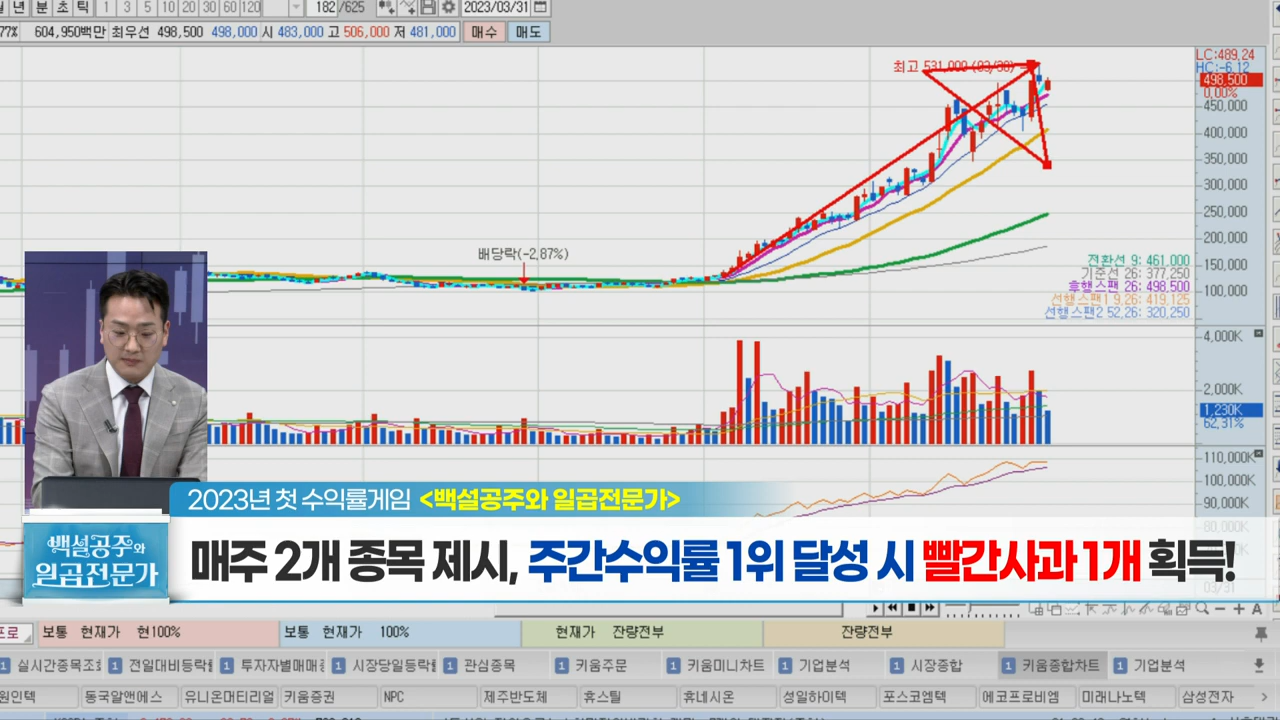 년 분 초 틱 1 3 5 10 20 30 60 120 182 /625 2023/03/31
77% 604,950백만 최우선 498,500 498,000 시 483,000 고 506,000 저 481,000 매수 매도
LC:489,24
최고 531,000 (03/30)
HC:-6,12
498,500
0,00%
450,000
400,000
350,000
300,000
250,000
200,000
150,000
100,000
배당락(-2,87%)
전환선 9: 461,000
기준선 26: 377,250
후행스팬 26: 498,500
선행스팬1 9,26: 419,125
선행스팬2 52,26: 320,250
4,000K
2,000K
1,230K
62,31%
110,000K
100,000K
90,000K
80,000K
2023년 첫 수익률게임 <백설공주와 일곱전문가>
백설공주와
일곱전문가
매주 2개 종목 제시, 주간수익률 1위 달성 시 빨간사과 1개 획득!
03/31
프로 보통 현재가 현100% 보통 현재가 100% 현재가 잔량전부 잔량전부
1 실시간종목조회 1 전일대비등락률 1 투자자별매매 1 시장당일등락률 1 관심종목 1 키움주문 1 키움미니차트 1 기업분석 1 시장종합 1 키움종합차트 1 기업분석
원인텍 동국알앤에스 유니온머티리얼 키움증권 NPC 제주반도체 휴스틸 휴네시온 성일하이텍 포스코엠텍 에코프로비엠 미래나노텍 삼성전자